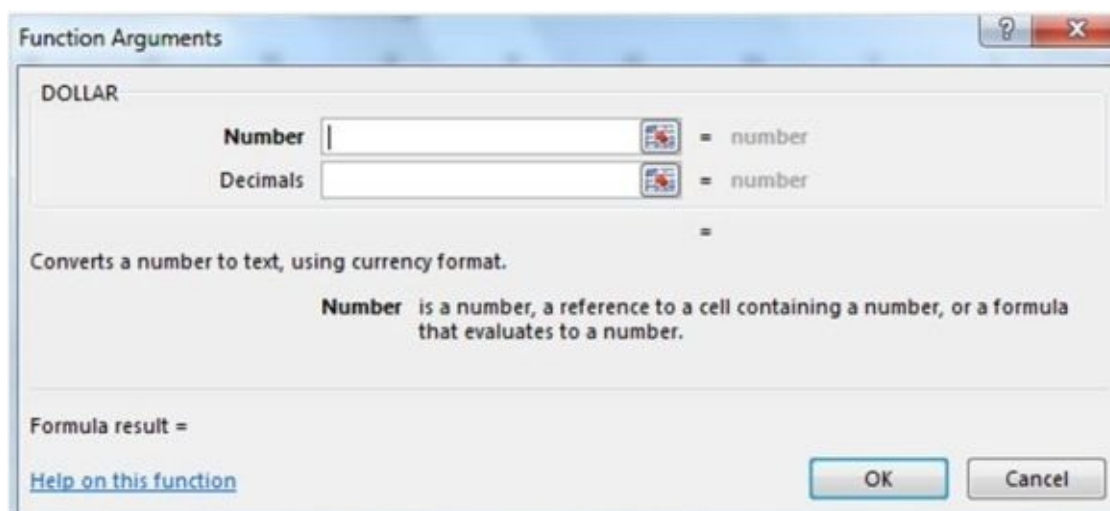 Function Arguments
DOLLAR
Number = number
Decimals = number
=
Converts a number to text, using currency format.
Number is a number, a reference to a cell containing a number, or a formula
that evaluates to a number.
Formula result =
Help on this function OK Cancel